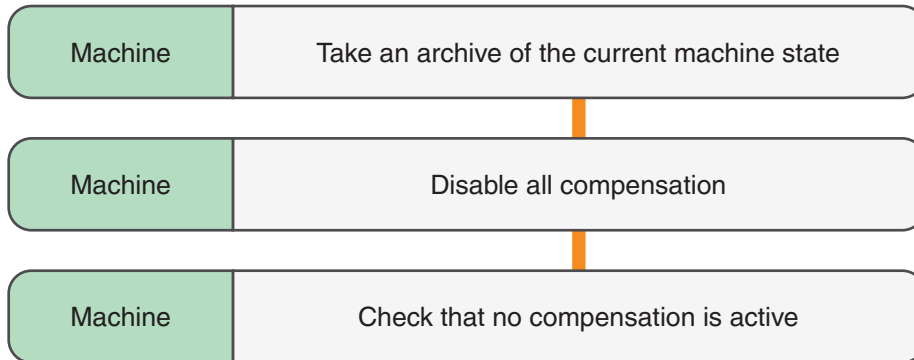 Machine Take an archive of the current machine state
Machine Disable all compensation
Machine Check that no compensation is active